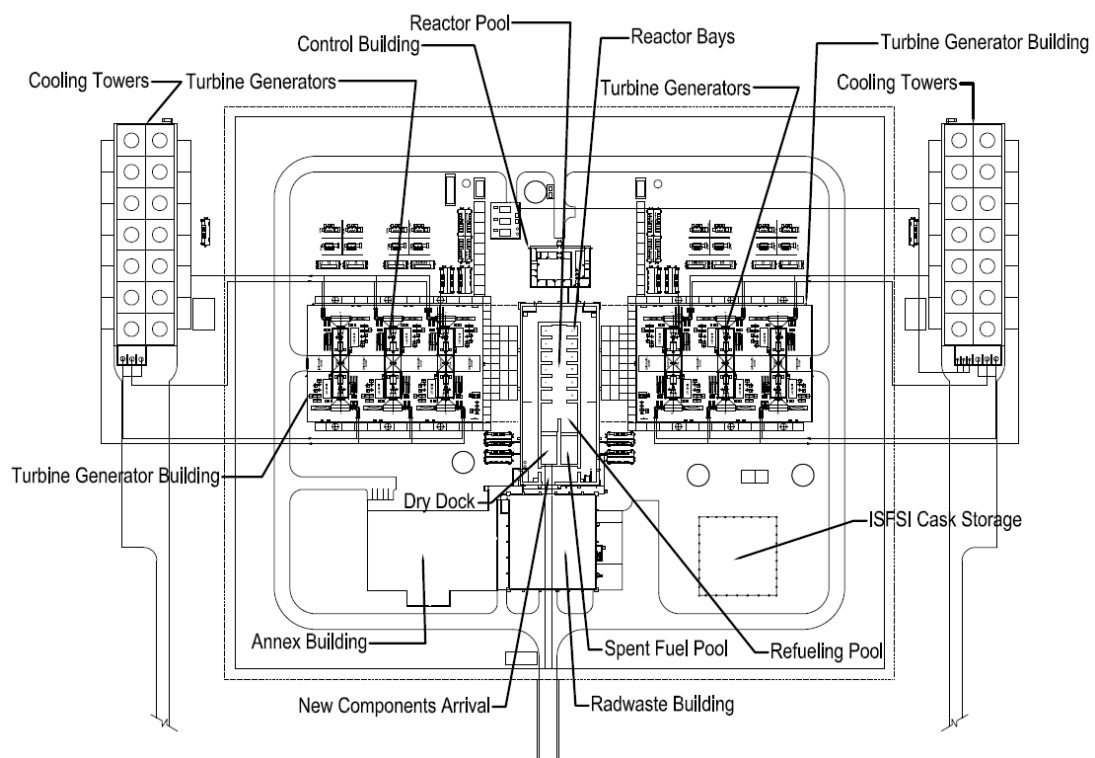 Reactor Pool
Control Building
Reactor Bays
Turbine Generator Building
Cooling Towers
Turbine Generators
Turbine Generators
Cooling Towers
Turbine Generator Building
Dry Dock
ISFSI Cask Storage
Annex Building
Spent Fuel Pool
Refueling Pool
New Components Arrival
Radwaste Building